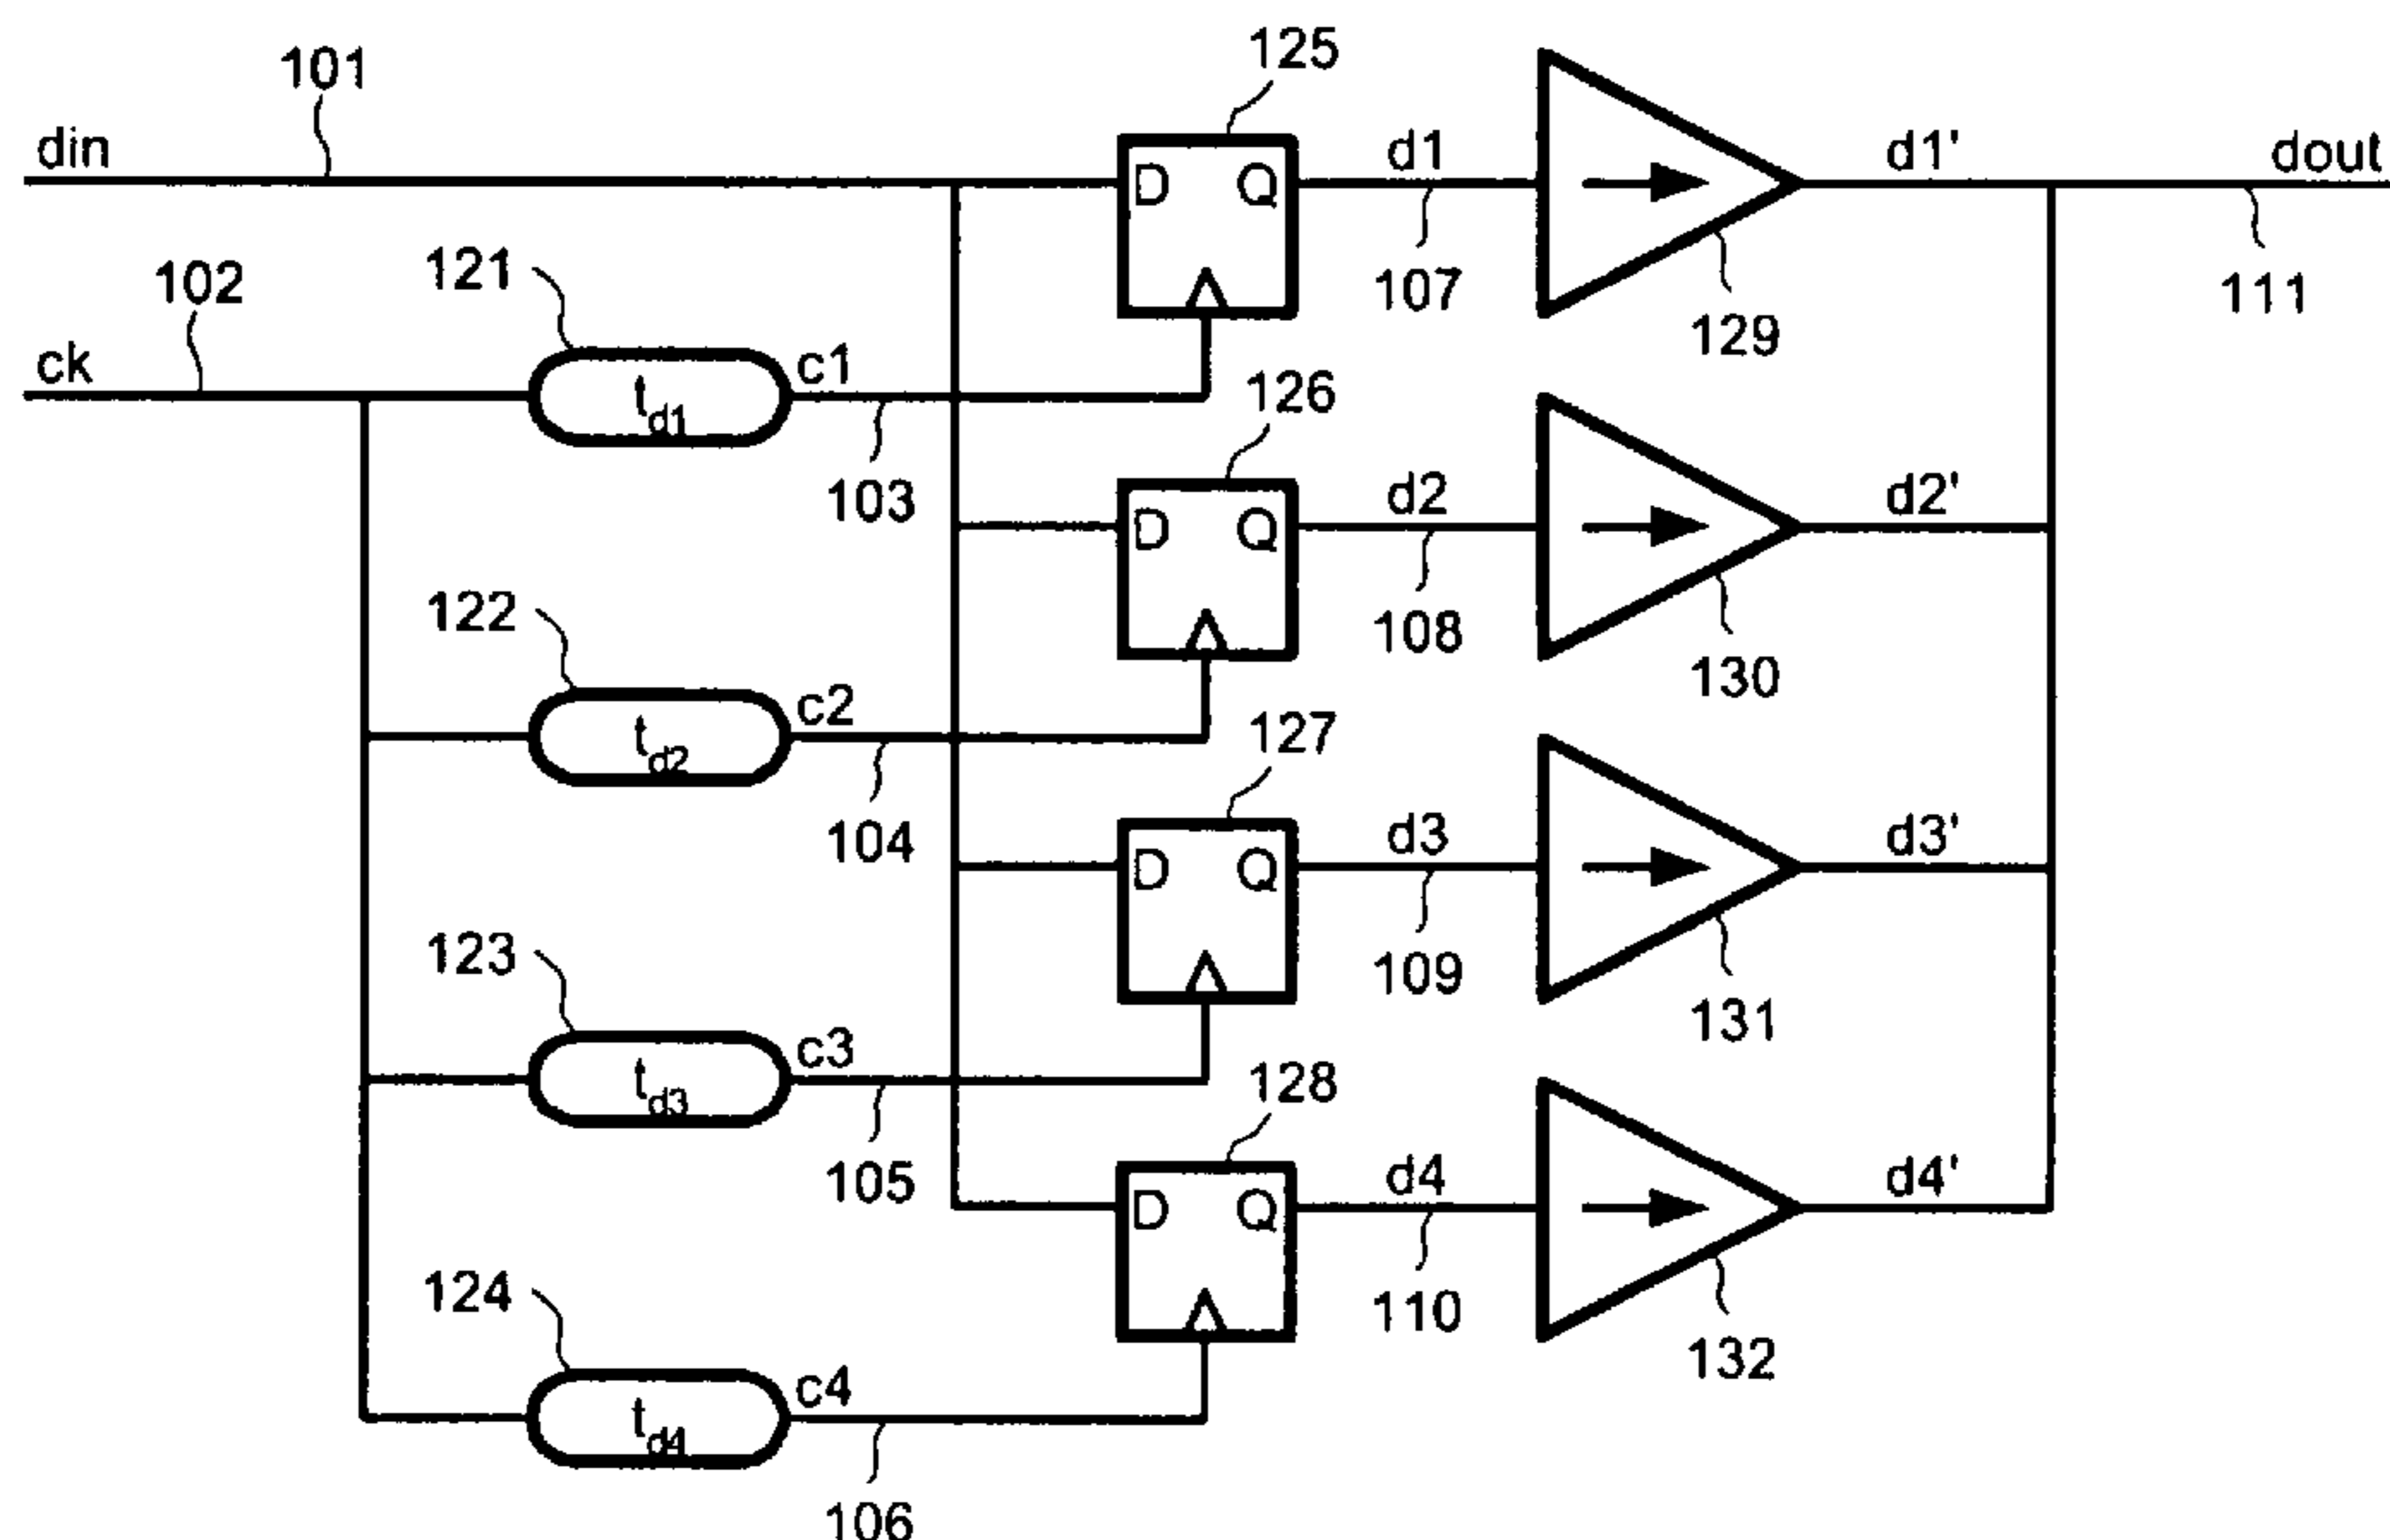 125
101
din
D Q
d1
d1'
dout
102
121
107
111
129
ck
t_d1
c1
126
103
D Q
d2
d2'
122
108
130
t_d2
c2
127
104
D Q
d3
d3'
123
109
131
t_d3
c3
128
105
D Q
d4
d4'
124
110
132
t_d4
c4
106